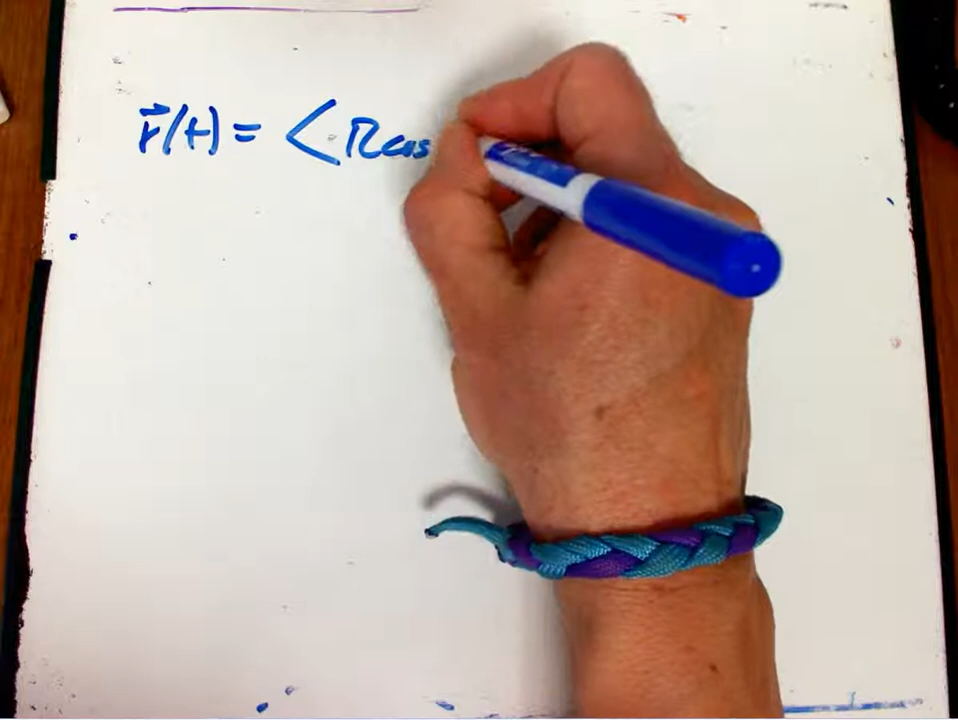 r⃗(t) = ⟨Rcos